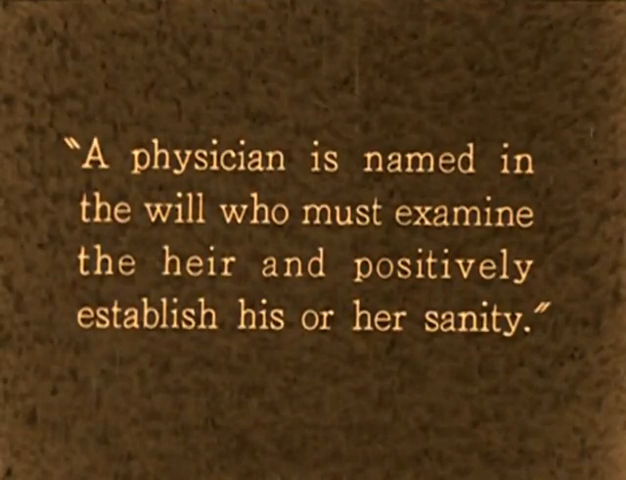 "A physician is named in
the will who must examine
the heir and positively
establish his or her sanity."